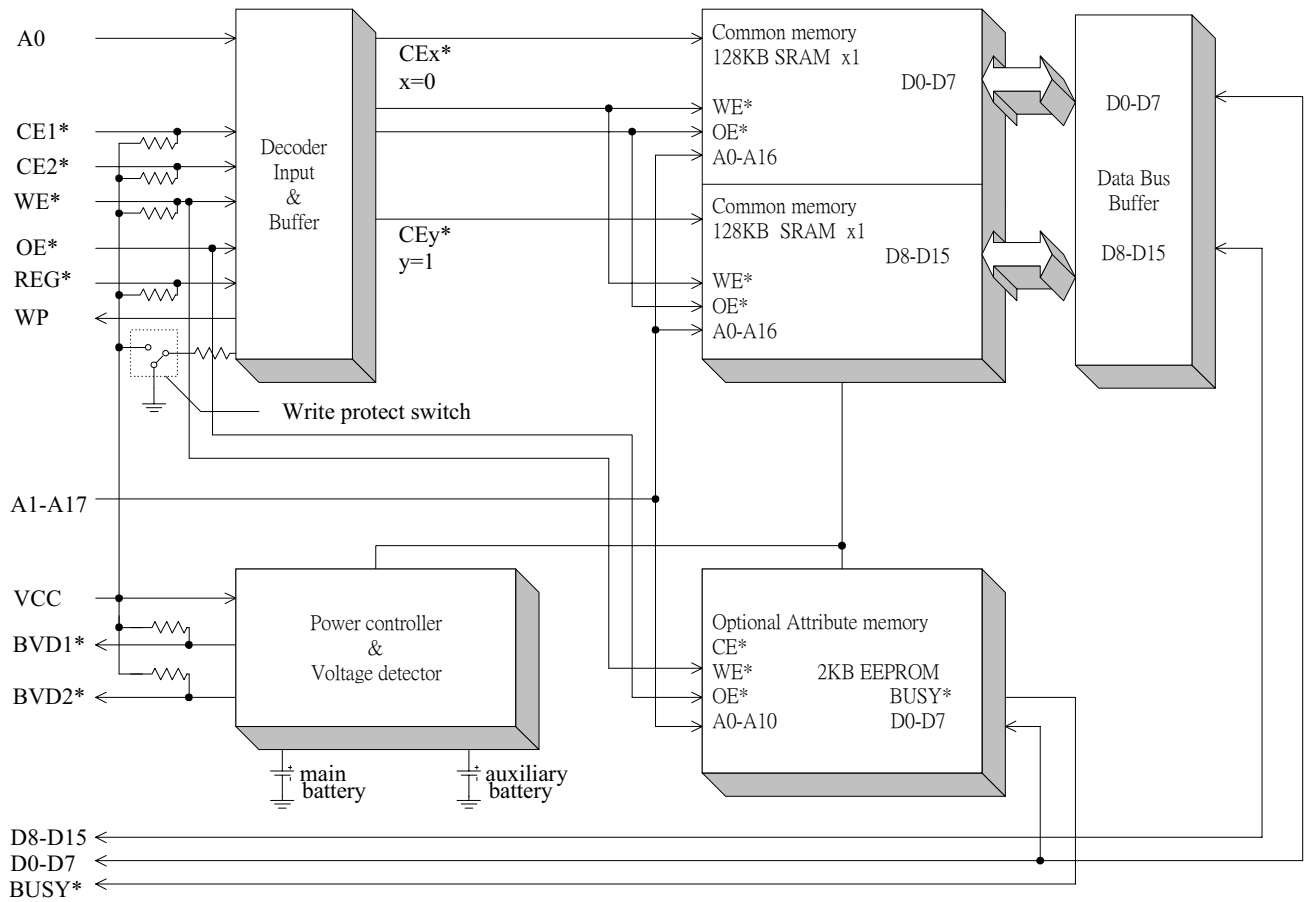 A0
CE1*
CE2*
WE*
OE*
REG*
WP
Decoder
Input
&
Buffer
CEx*
x=0
CEy*
y=1
Common memory
128KB SRAM x1
D0-D7
WE*
OE*
A0-A16
Common memory
128KB SRAM x1
D8-D15
WE*
OE*
A0-A16
D0-D7
Data Bus
Buffer
D8-D15
Write protect switch
A1-A17
VCC
BVD1*
BVD2*
Power controller
&
Voltage detector
main
battery
auxiliary
battery
Optional Attribute memory
CE*
WE* 2KB EEPROM
OE* BUSY*
A0-A10 D0-D7
D8-D15
D0-D7
BUSY*